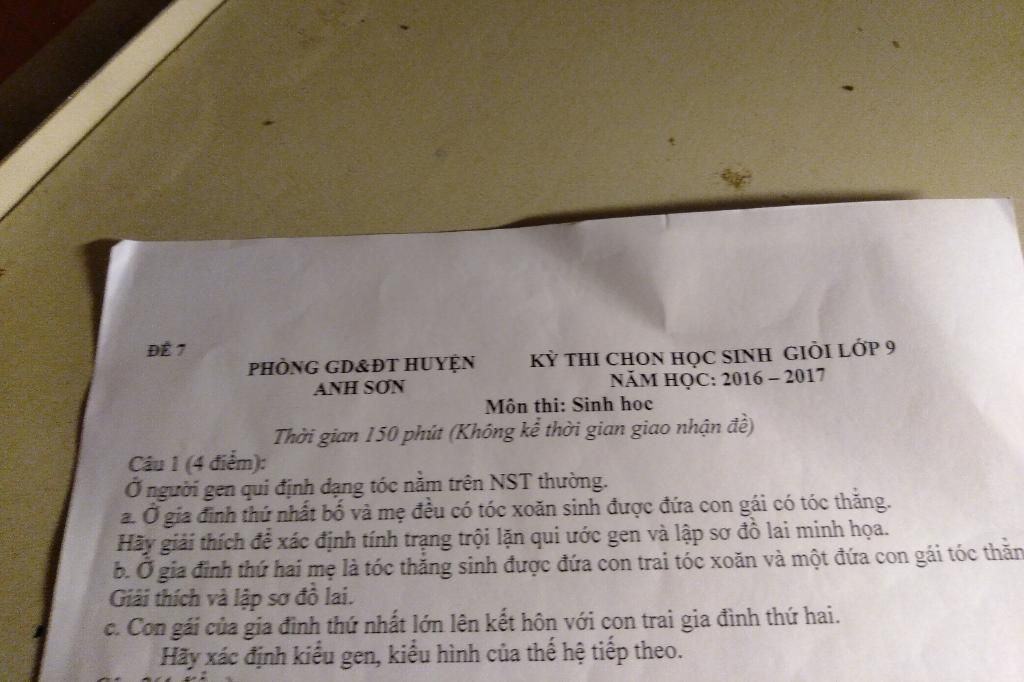 ĐỀ 7
PHÒNG GD&ĐT HUYỆN
ANH SƠN
KỲ THI CHON HỌC SINH GIỎI LỚP 9
NĂM HỌC: 2016 – 2017
Môn thi: Sinh hoc
Thời gian 150 phút (Không kể thời gian giao nhận đề)
Câu 1 (4 điểm):
Ở người gen qui định dạng tóc nằm trên NST thường.
a. Ở gia đình thứ nhất bố và mẹ đều có tóc xoăn sinh được đứa con gái có tóc thẳng.
Hãy giải thích để xác định tính trạng trội lặn qui ước gen và lập sơ đồ lai minh họa.
b. Ở gia đình thứ hai mẹ là tóc thẳng sinh được đứa con trai tóc xoăn và một đứa con gái tóc thẳn
Giải thích và lập sơ đồ lai.
c. Con gái của gia đình thứ nhất lớn lên kết hôn với con trai gia đình thứ hai.
Hãy xác định kiểu gen, kiểu hình của thế hệ tiếp theo.